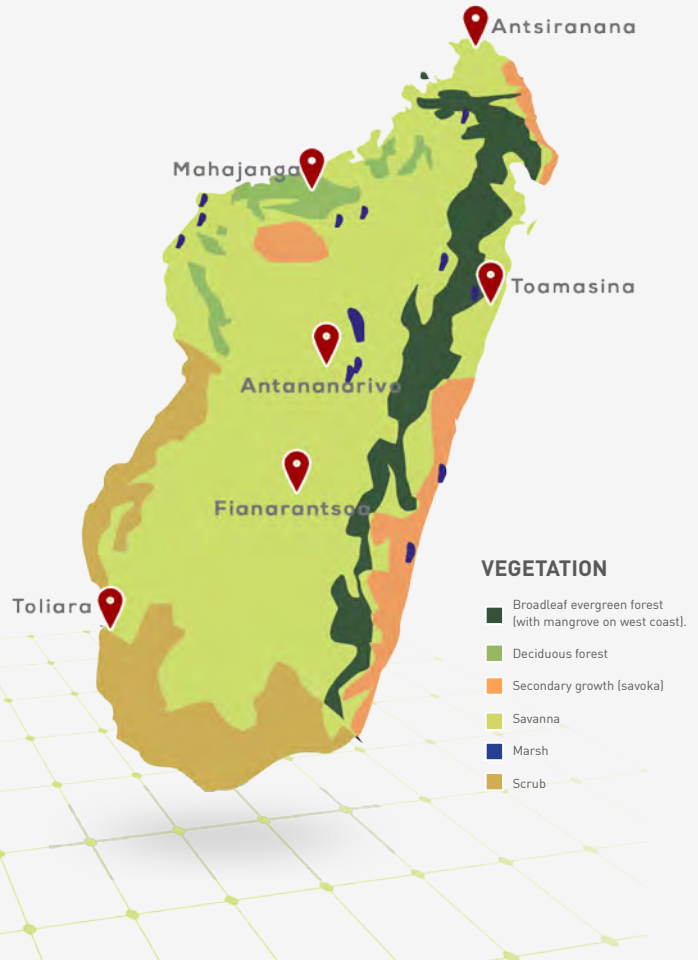 Antsiranana
Mahajanga
Toamasina
Antananarivo
Fianarantsoa
Toliara
VEGETATION
Broadleaf evergreen forest
(with mangrove on west coast).
Deciduous forest
Secondary growth (savoka)
Savanna
Marsh
Scrub